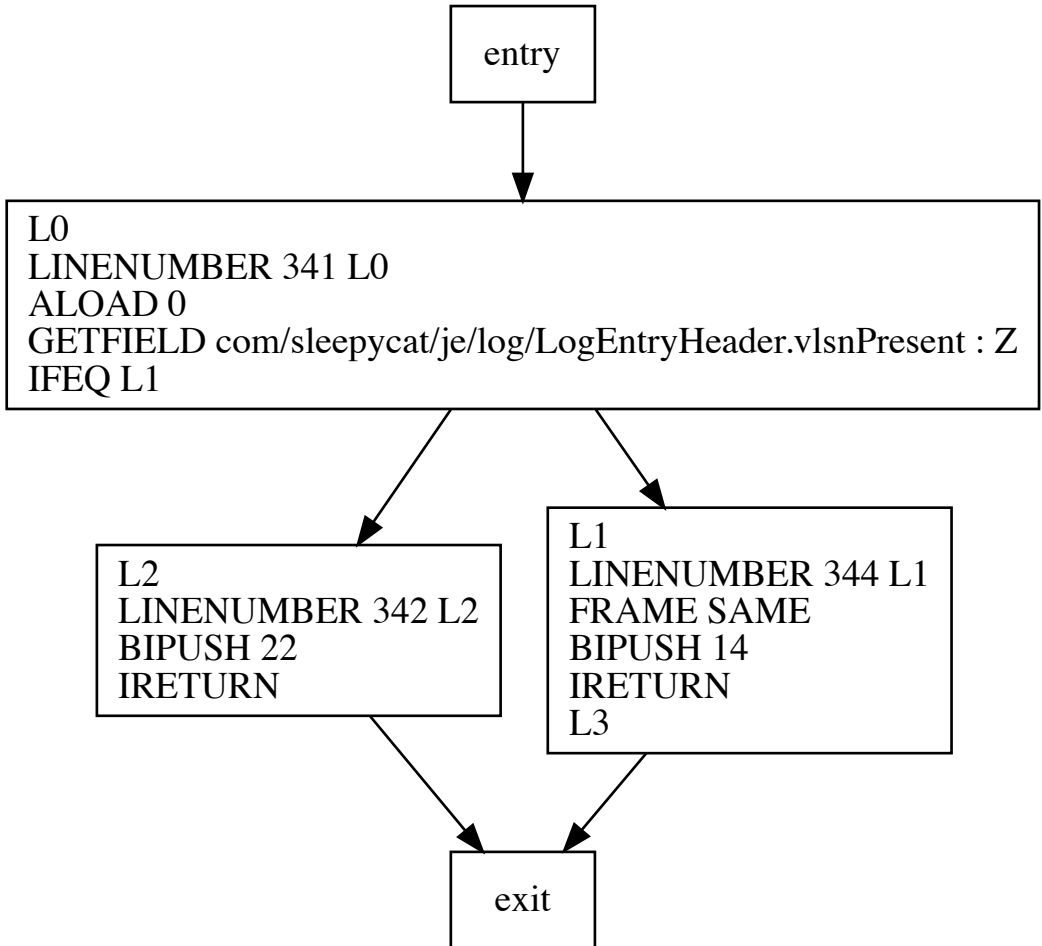 entry
L0
LINENUMBER 341 L0
ALOAD 0
GETFIELD com/sleepycat/je/log/LogEntryHeader.vlsnPresent : Z
IFEQ L1
L2
LINENUMBER 342 L2
BIPUSH 22
IRETURN
L1
LINENUMBER 344 L1
FRAME SAME
BIPUSH 14
IRETURN
L3
exit